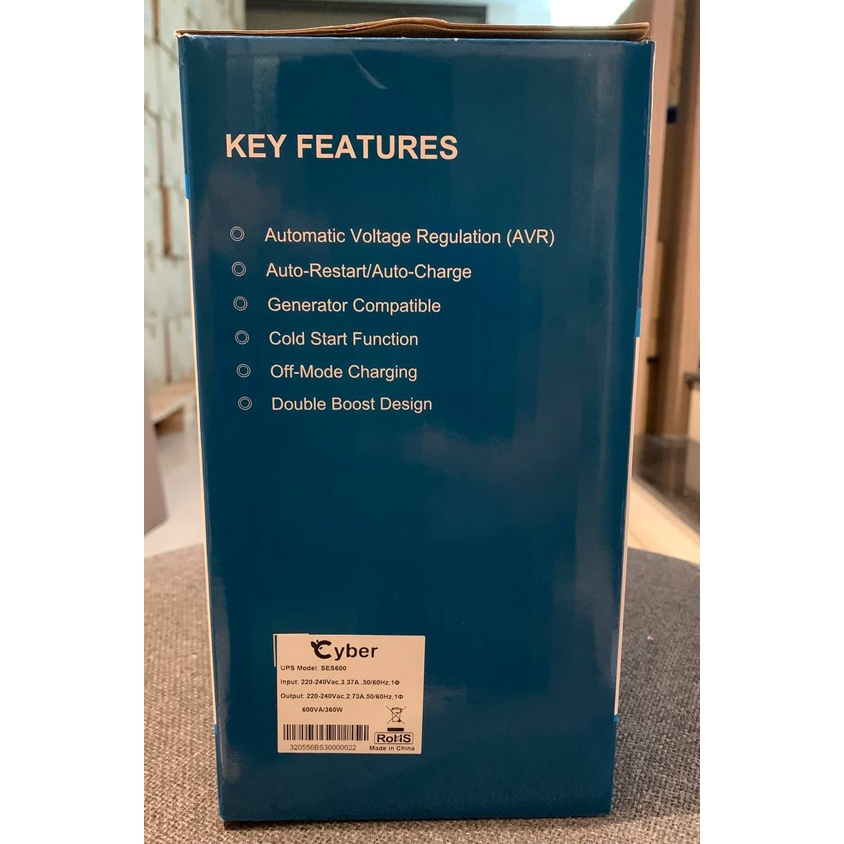 KEY FEATURES
Automatic Voltage Regulation (AVR)
Auto-Restart/Auto-Charge
Generator Compatible
Cold Start Function
Off-Mode Charging
Double Boost Design
Cyber
UPS Model: SES600
Input: 220-240Vac,3.37A.,50/60Hz,1Φ
Output: 220-240Vac,2.73A,50/60Hz,1Φ
600VA/360W
RoHS
320556BS30000022
Made in China